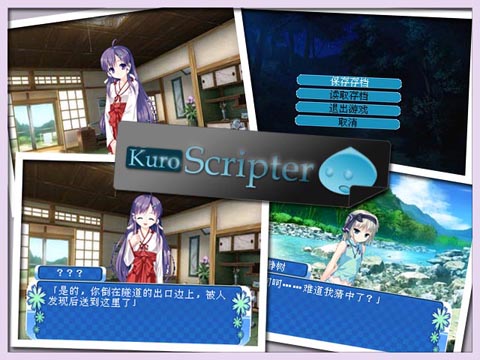 保存存档
读取存档
退出游戏
取消
Kuro Scripter
？？？
「是的，你倒在隧道的出口边上，被人
发现后送到这里了」
静树
呵……难道我猜中了？」